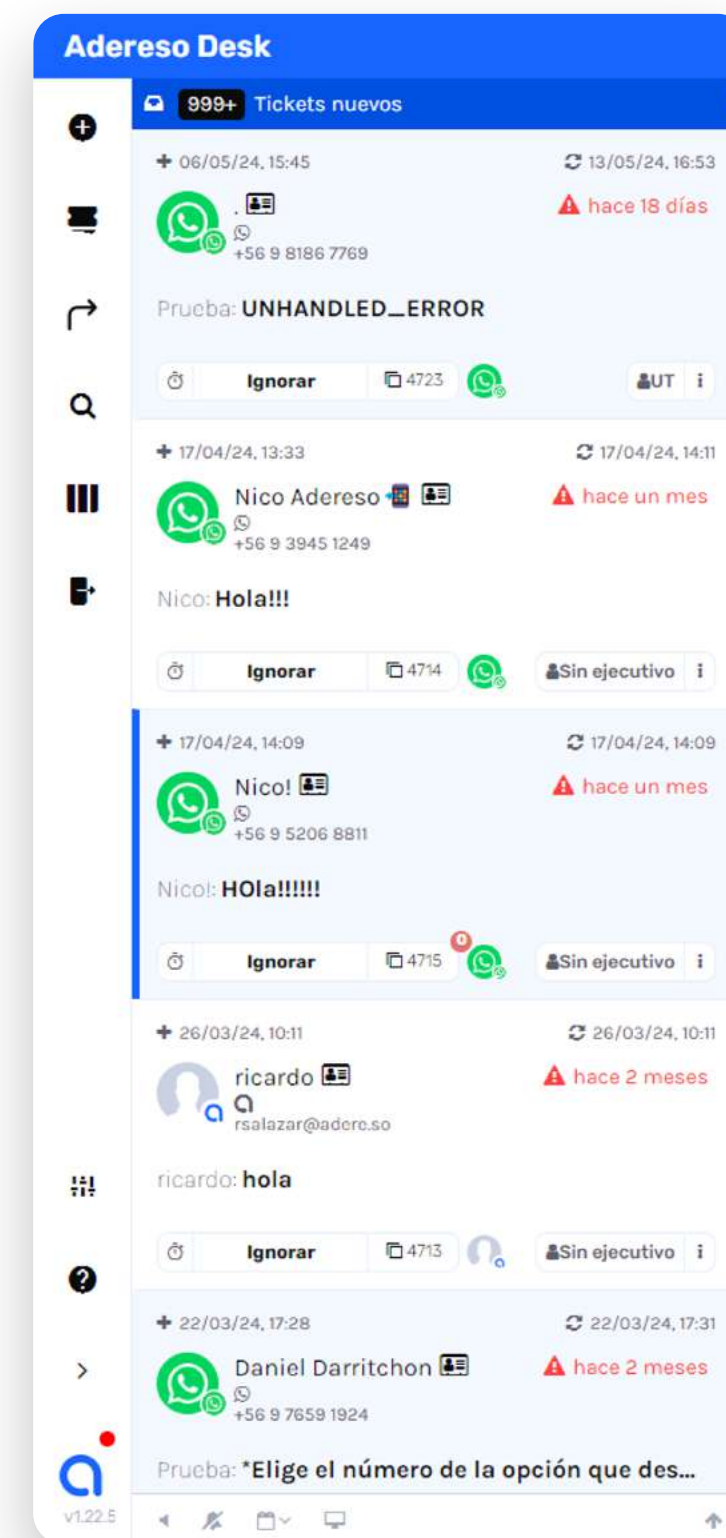 Adereso Desk
999+ Tickets nuevos
06/05/24, 15:45 13/05/24, 16:53
. hace 18 días
+56 9 8186 7769
Prueba: UNHANDLED_ERROR
Ignorar 4723 UT i
17/04/24, 13:33 17/04/24, 14:11
Nico Adereso hace un mes
+56 9 3945 1249
Nico: Hola!!!
Ignorar 4714 Sin ejecutivo i
17/04/24, 14:09 17/04/24, 14:09
Nico! hace un mes
+56 9 5206 8811
Nico!: HOla!!!!!!
0
Ignorar 4715 Sin ejecutivo i
26/03/24, 10:11 26/03/24, 10:11
ricardo hace 2 meses
rsalazar@adere.so
ricardo: hola
Ignorar 4713 Sin ejecutivo i
22/03/24, 17:28 22/03/24, 17:31
Daniel Darritchon hace 2 meses
+56 9 7659 1924
Prueba: *Elige el número de la opción que des...
v1.22.5